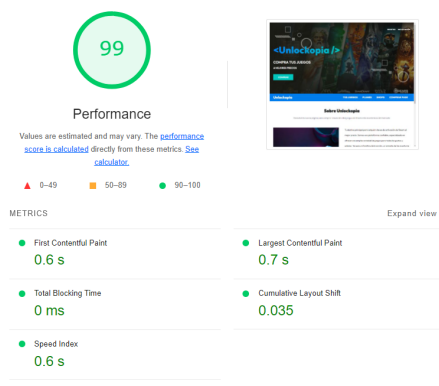 99
Performance
Values are estimated and may vary. The performance
score is calculated directly from these metrics. See
calculator.
0–49
50–89
90–100
<Unlockopia />
COMPRA TUS JUEGOS
Unlockopia
Sobre Unlockopia
METRICS
Expand view
First Contentful Paint
0.6 s
Largest Contentful Paint
0.7 s
Total Blocking Time
0 ms
Cumulative Layout Shift
0.035
Speed Index
0.6 s